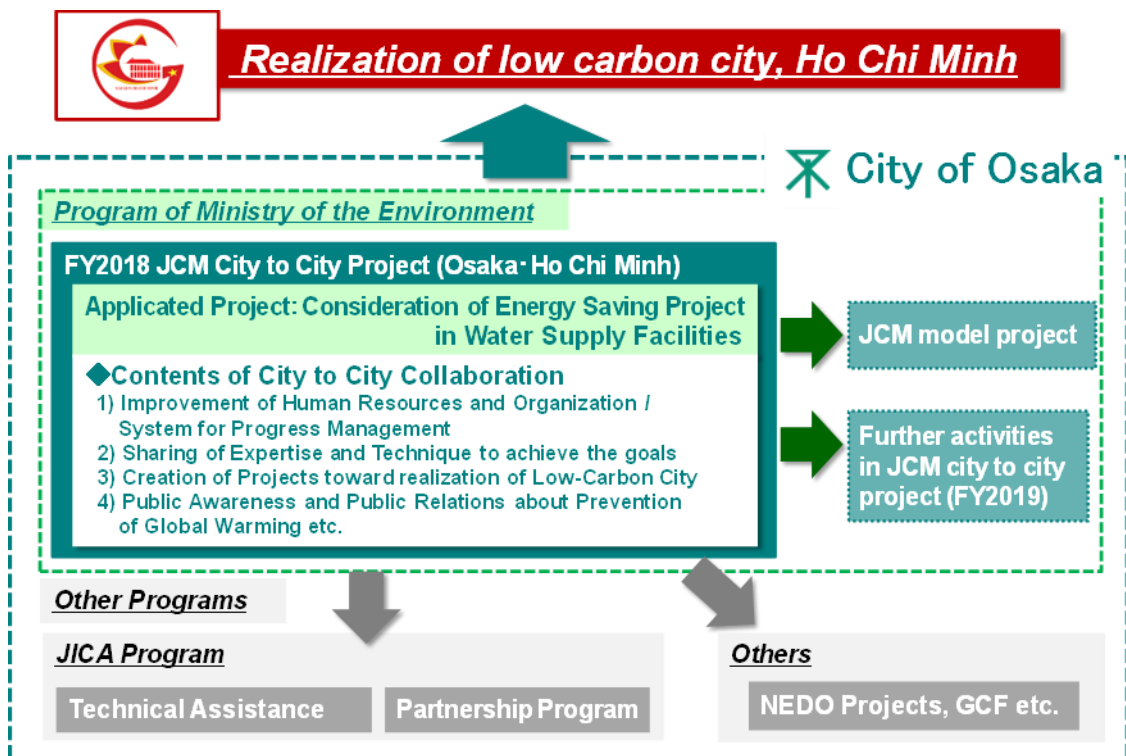 Realization of low carbon city, Ho Chi Minh
City of Osaka
Program of Ministry of the Environment
FY2018 JCM City to City Project (Osaka・Ho Chi Minh)
Applicated Project: Consideration of Energy Saving Project
in Water Supply Facilities
◆Contents of City to City Collaboration
1) Improvement of Human Resources and Organization /
System for Progress Management
2) Sharing of Expertise and Technique to achieve the goals
3) Creation of Projects toward realization of Low-Carbon City
4) Public Awareness and Public Relations about Prevention
of Global Warming etc.
JCM model project
Further activities
in JCM city to city
project (FY2019)
Other Programs
JICA Program
Technical Assistance
Partnership Program
Others
NEDO Projects, GCF etc.